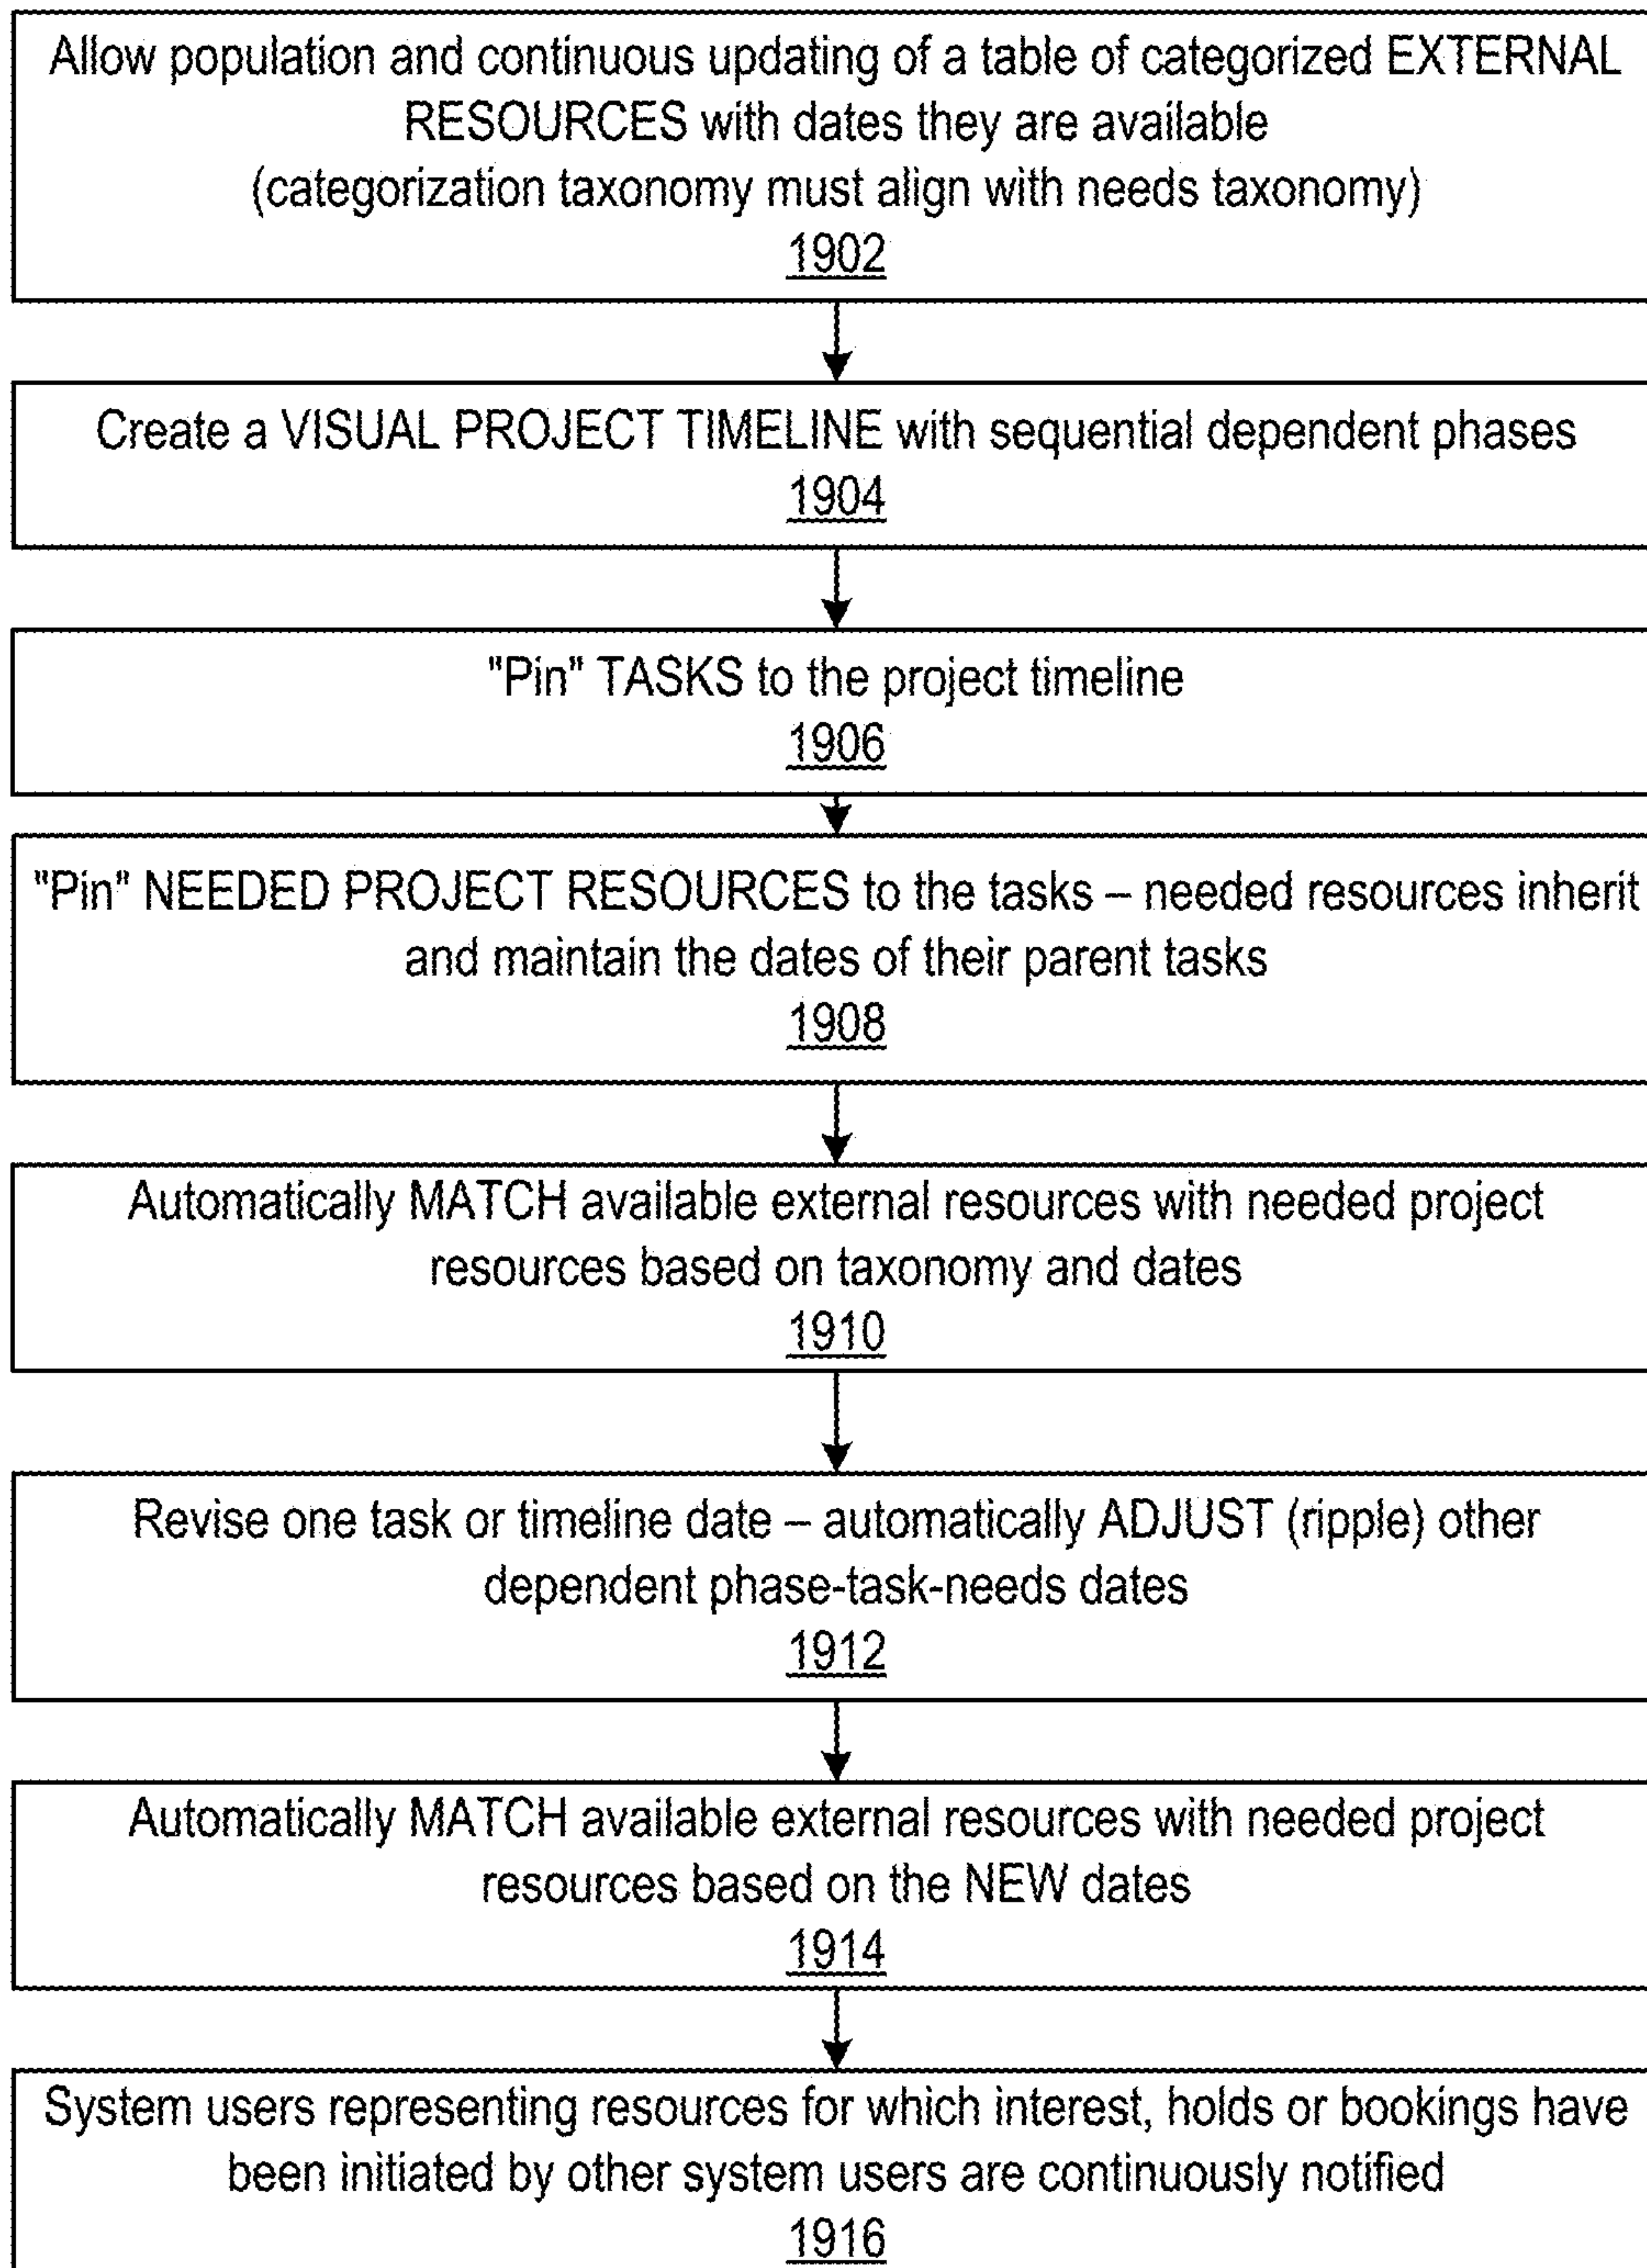 Allow population and continuous updating of a table of categorized EXTERNAL
RESOURCES with dates they are available
(categorization taxonomy must align with needs taxonomy)
1902
Create a VISUAL PROJECT TIMELINE with sequential dependent phases
1904
"Pin" TASKS to the project timeline
1906
"Pin" NEEDED PROJECT RESOURCES to the tasks – needed resources inherit
and maintain the dates of their parent tasks
1908
Automatically MATCH available external resources with needed project
resources based on taxonomy and dates
1910
Revise one task or timeline date – automatically ADJUST (ripple) other
dependent phase-task-needs dates
1912
Automatically MATCH available external resources with needed project
resources based on the NEW dates
1914
System users representing resources for which interest, holds or bookings have
been initiated by other system users are continuously notified
1916